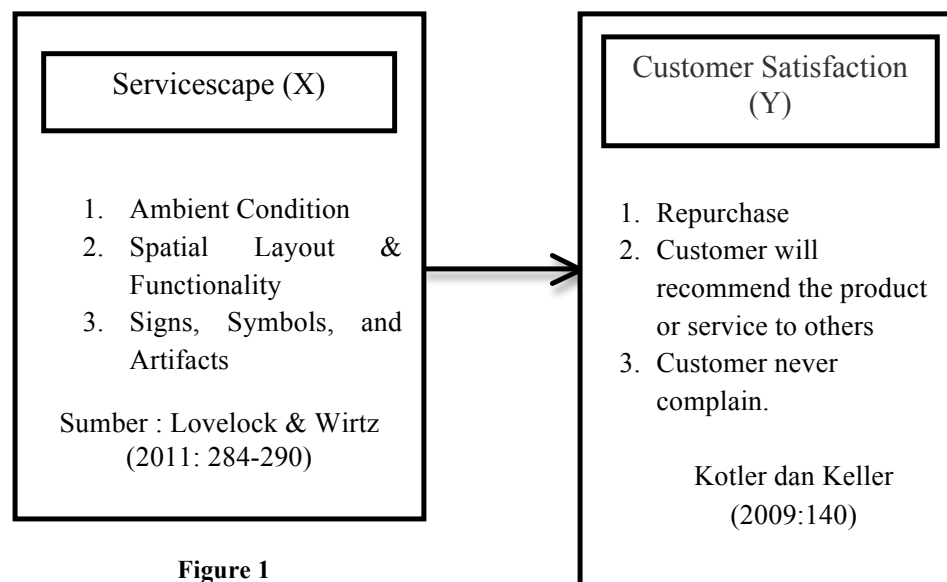 Servicescape (X)
1. Ambient Condition
2. Spatial Layout &
Functionality
3. Signs, Symbols, and
Artifacts
Sumber : Lovelock & Wirtz
(2011: 284-290)
Customer Satisfaction
(Y)
1. Repurchase
2. Customer will
recommend the product
or service to others
3. Customer never
complain.
Kotler dan Keller
(2009:140)
Figure 1